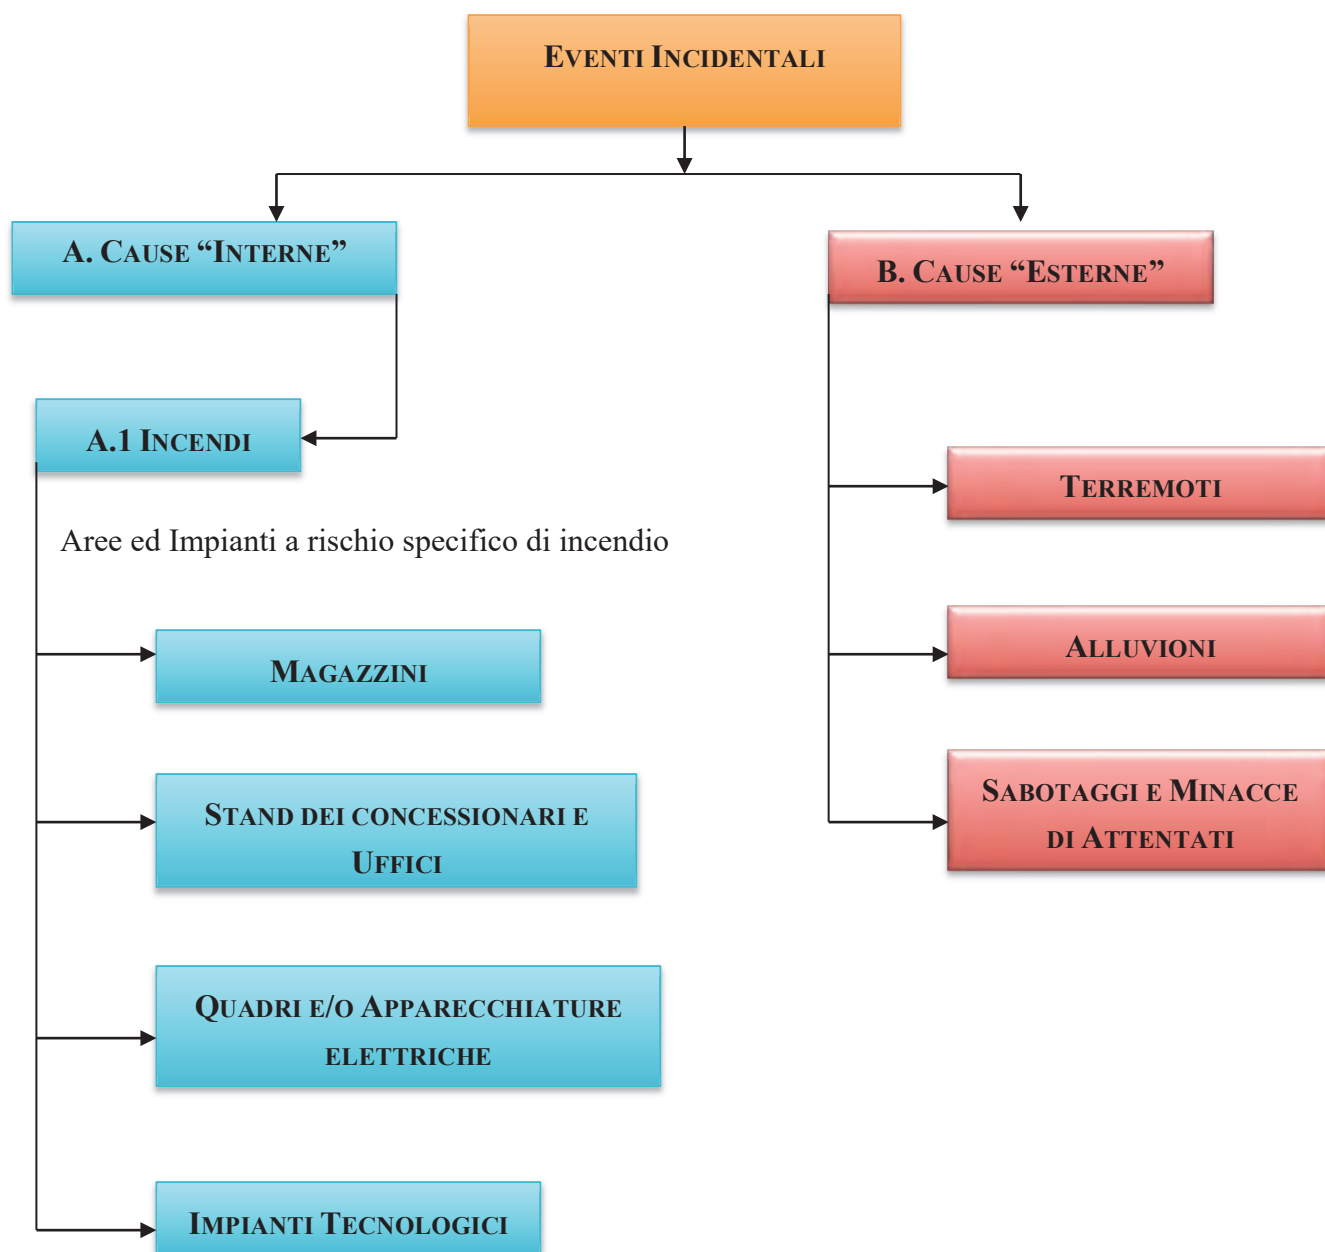 EVENTI INCIDENTALI
A. CAUSE “INTERNE”
B. CAUSE “ESTERNE”
A.1 INCENDI
Aree ed Impianti a rischio specifico di incendio
MAGAZZINI
STAND DEI CONCESSIONARI E
UFFICI
QUADRI E/O APPARECCHIATURE
ELETTRICHE
IMPIANTI TECNOLOGICI
TERREMOTI
ALLUVIONI
SABOTAGGI E MINACCE
DI ATTENTATI